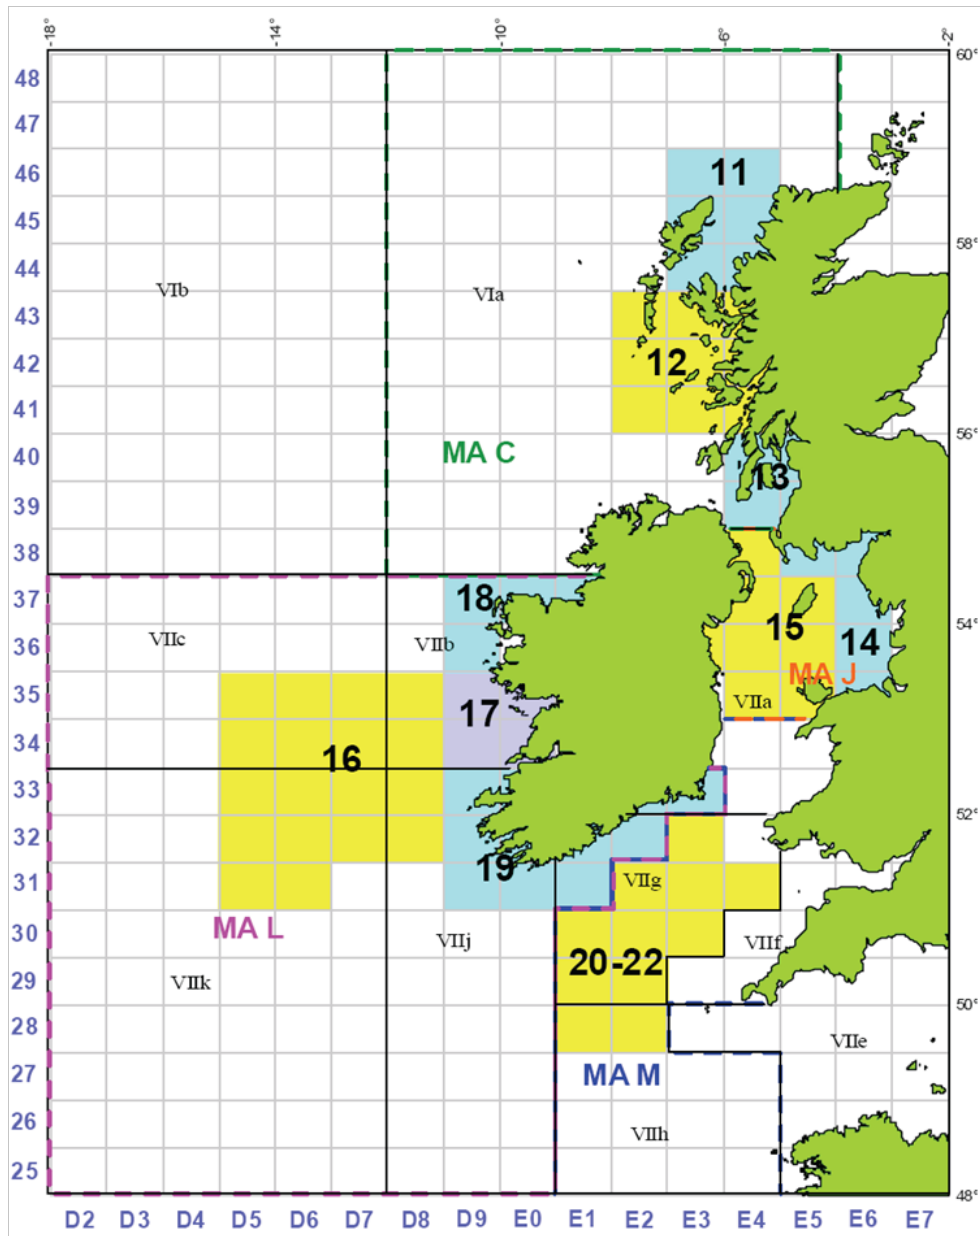 -18° -14° -10° -6° -2°
60°
48
47
46 11
45
58°
44
VIb VIa
43
42 12
41
56°
40 MA C
13
39
38
37 18
54°
36 VIIc VIIb 15 14
35 MA J
17 VIIa
34 16
33
52°
32
31 19 VIIg
30 MA L VIIj VIIf
20-22
29 VIIk
50°
28 VIIe
27 MA M
26 VIIh
25
48°
D2 D3 D4 D5 D6 D7 D8 D9 E0 E1 E2 E3 E4 E5 E6 E7